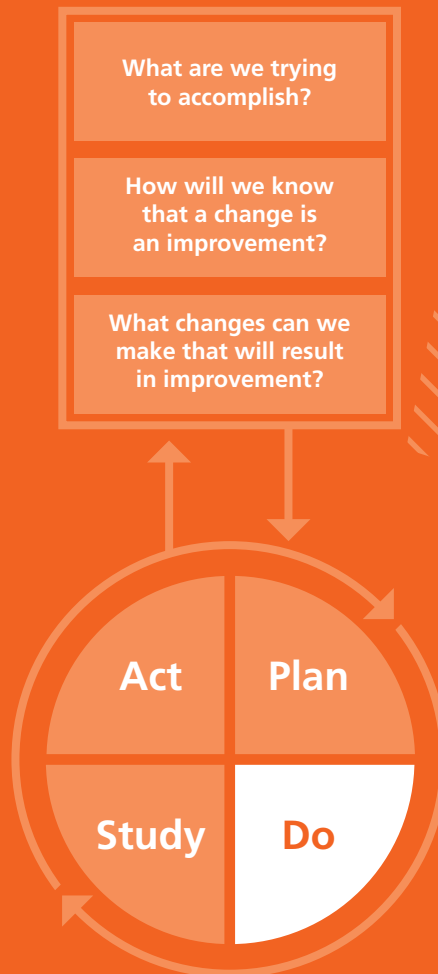 What are we trying
to accomplish?
How will we know
that a change is
an improvement?
What changes can we
make that will result
in improvement?
Act
Plan
Study
Do